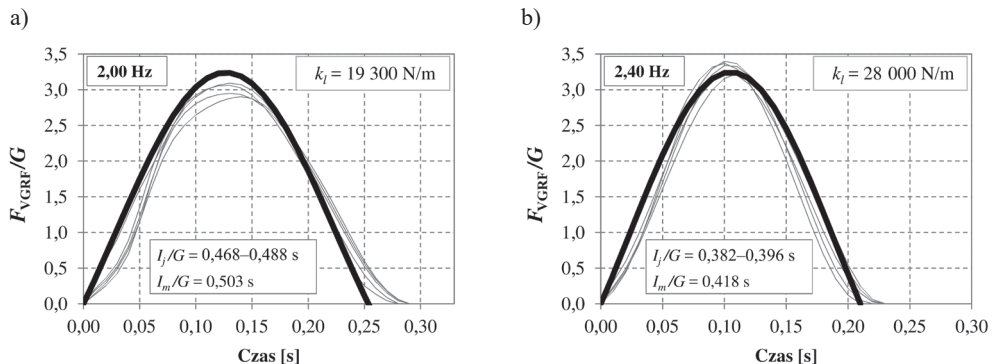 a)
b)
2,00 Hz
k_l = 19 300 N/m
F_VGRF/G
3,5
3,0
2,5
2,0
1,5
1,0
0,5
0,0
I_j/G = 0,468–0,488 s
I_m/G = 0,503 s
0,00 0,05 0,10 0,15 0,20 0,25 0,30
Czas [s]
2,40 Hz
k_l = 28 000 N/m
F_VGRF/G
3,5
3,0
2,5
2,0
1,5
1,0
0,5
0,0
I_j/G = 0,382–0,396 s
I_m/G = 0,418 s
0,00 0,05 0,10 0,15 0,20 0,25 0,30
Czas [s]